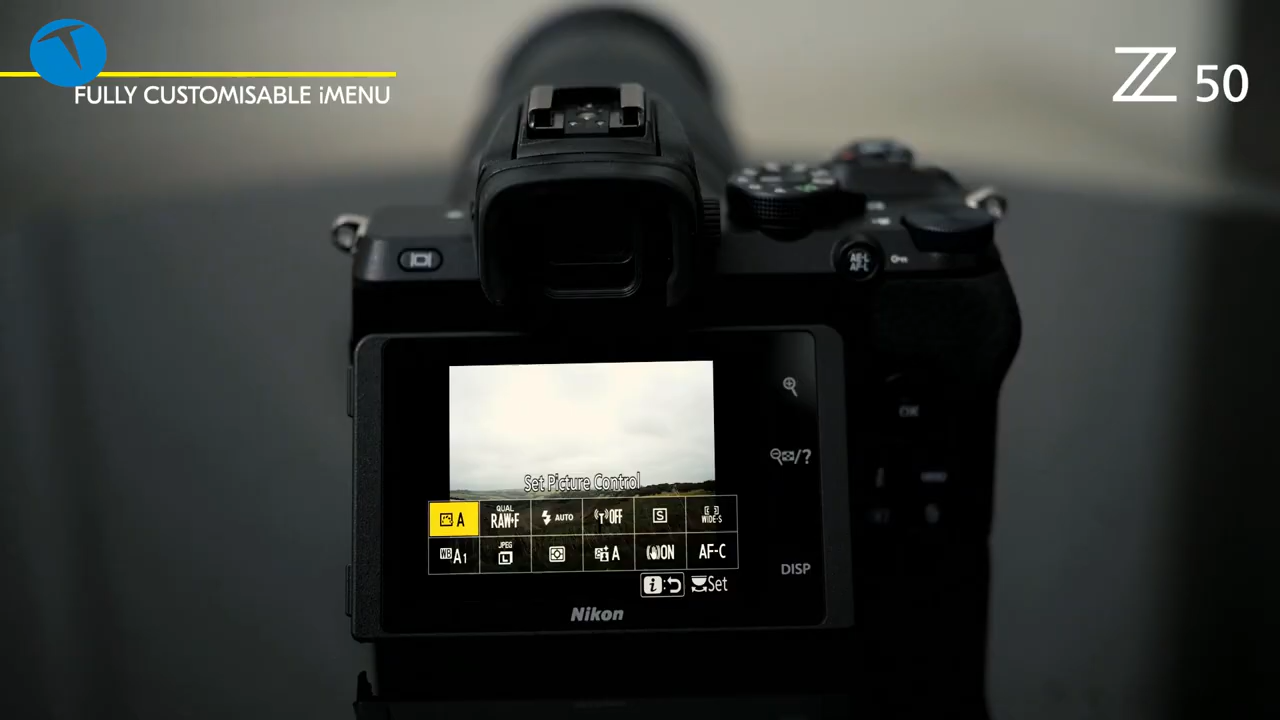 FULLY CUSTOMISABLE iMENU
Z 50
AE-L
AF-L
OK
?
DISP
Set Picture Control
A
QUAL
RAW+F
AUTO
OFF
S
WIDE-S
WB A1
JPEG
L
A
ON
AF-C
i
Set
Nikon